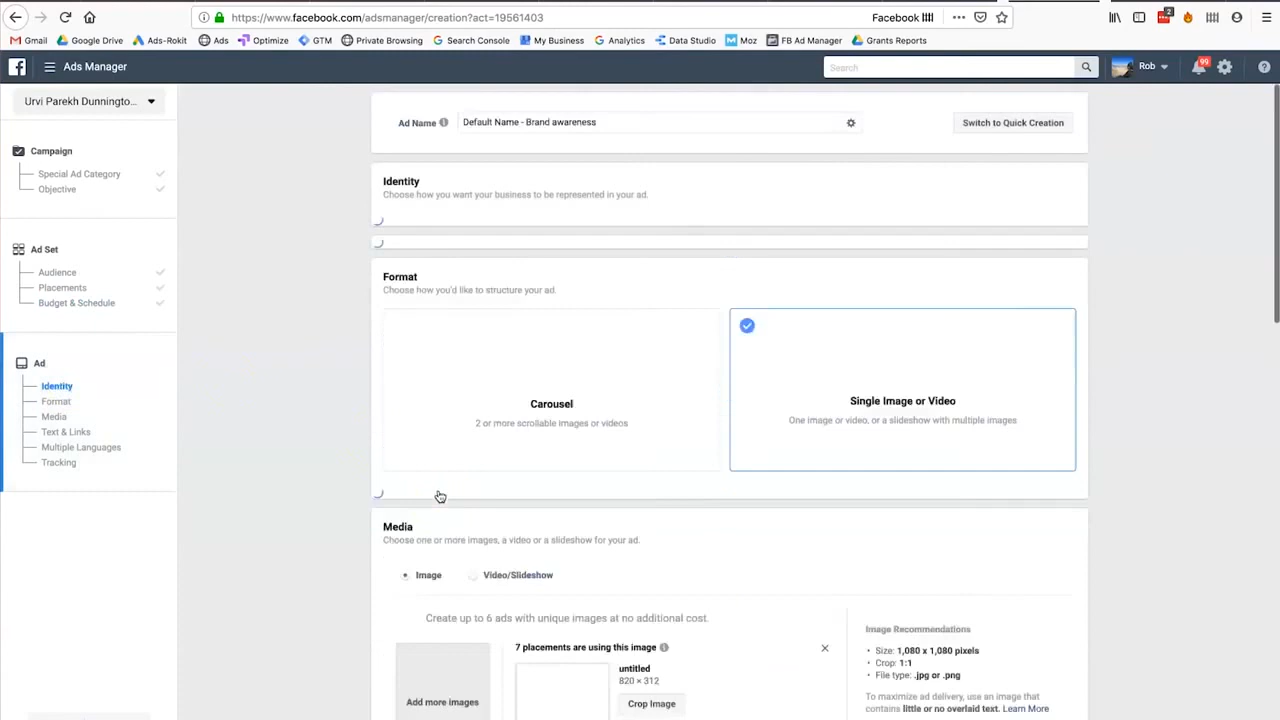 https://www.facebook.com/adsmanager/creation?act=19561403
Facebook
2
Gmail
Google Drive
Ads-Rokit
Ads
Optimize
GTM
Private Browsing
Search Console
My Business
Analytics
Data Studio
Moz
FB Ad Manager
Grants Reports
Ads Manager
Search
Rob
99
Urvi Parekh Dunningto...
Ad Name
Default Name - Brand awareness
Switch to Quick Creation
Campaign
Special Ad Category
Objective
Ad Set
Audience
Placements
Budget & Schedule
Ad
Identity
Format
Media
Text & Links
Multiple Languages
Tracking
Identity
Choose how you want your business to be represented in your ad.
Format
Choose how you'd like to structure your ad.
Carousel
2 or more scrollable images or videos
Single Image or Video
One image or video, or a slideshow with multiple images
Media
Choose one or more images, a video or a slideshow for your ad.
Image
Video/Slideshow
Create up to 6 ads with unique images at no additional cost.
Add more images
7 placements are using this image
untitled
820 × 312
Crop Image
Image Recommendations
• Size: 1,080 x 1,080 pixels
• Crop: 1:1
• File type: .jpg or .png
To maximize ad delivery, use an image that
contains little or no overlaid text. Learn More